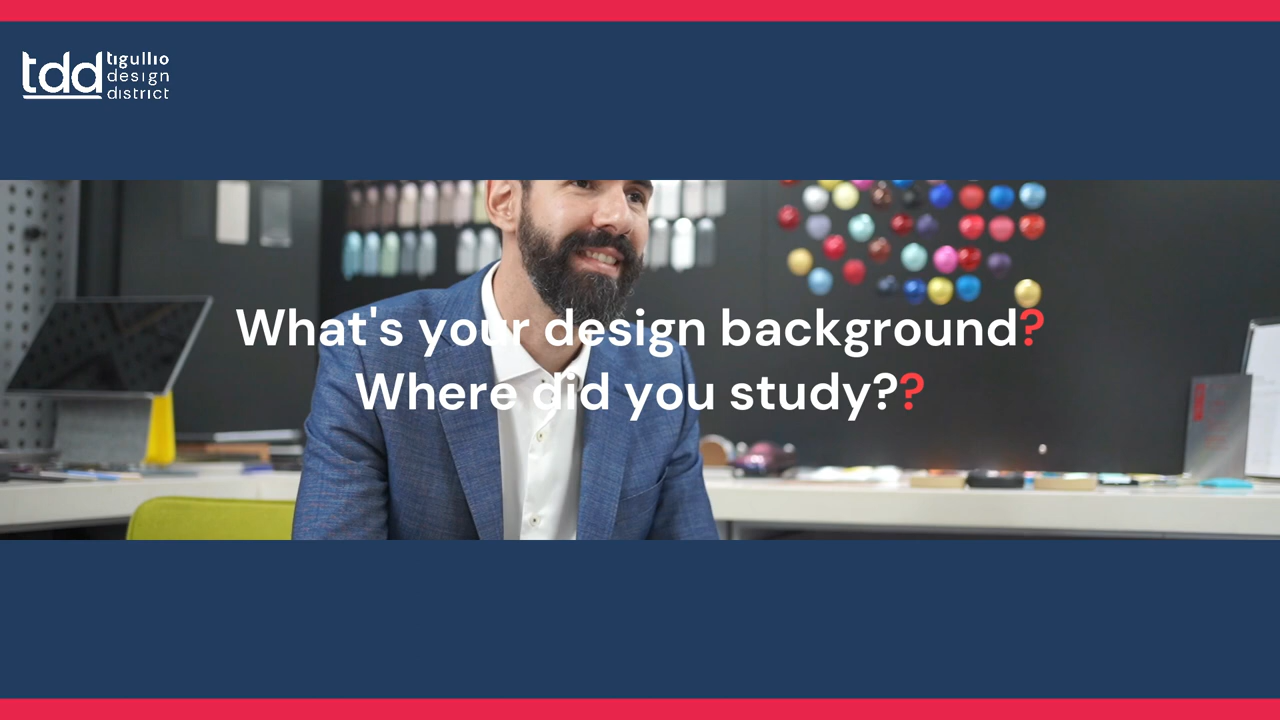 tdd
tigullio
design
district
What's your design background?
Where did you study??